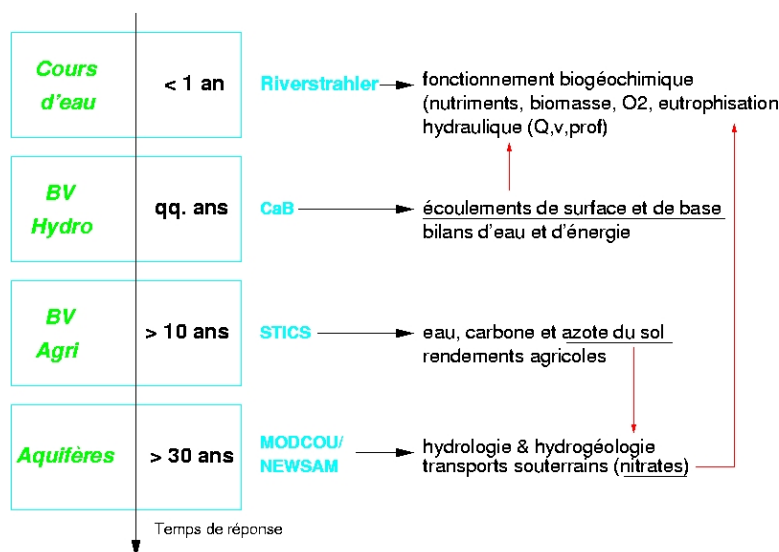 Cours
d'eau
< 1 an
Riverstrahler
fonctionnement biogéochimique
(nutriments, biomasse, O2, eutrophisation
hydraulique (Q,v,prof)
BV
Hydro
qq. ans
CaB
écoulements de surface et de base
bilans d'eau et d'énergie
BV
Agri
> 10 ans
STICS
eau, carbone et azote du sol
rendements agricoles
Aquifères
> 30 ans
MODCOU/
NEWSAM
hydrologie & hydrogéologie
transports souterrains (nitrates)
Temps de réponse